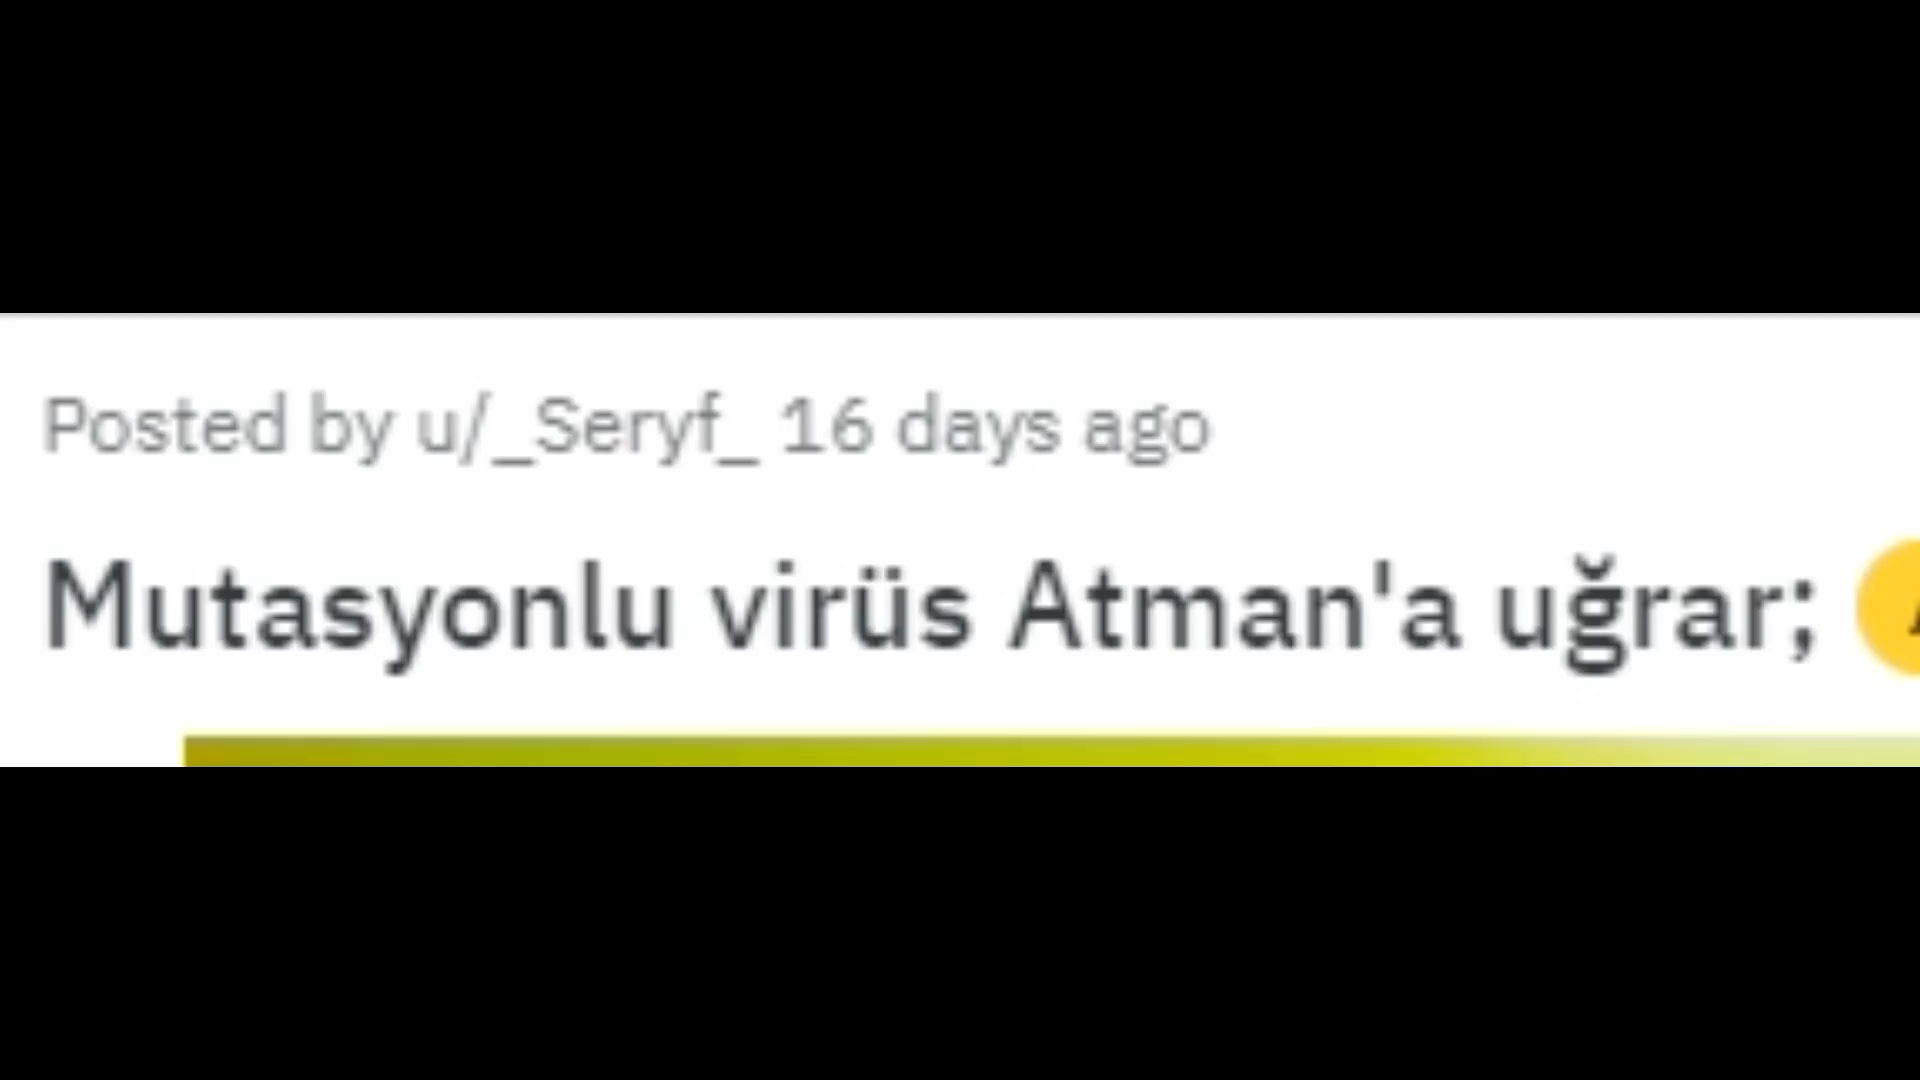 Posted by u/_Seryf_ 16 days ago
Mutasyonlu virüs Atman'a uğrar;